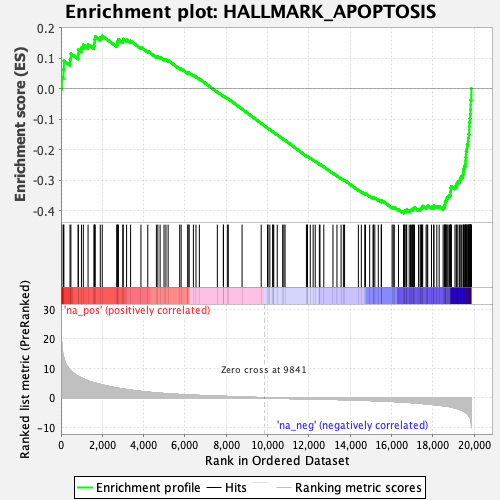 Enrichment plot: HALLMARK_APOPTOSIS
Enrichment score (ES)
0.2
0.1
0.0
-0.1
-0.2
-0.3
-0.4
Ranked list metric (PreRanked)
30
20
10
0
-10
'na_pos' (positively correlated)
Zero cross at 9841
'na_neg' (negatively correlated)
0
2,000
4,000
6,000
8,000
10,000
12,000
14,000
16,000
18,000
20,000
Rank in Ordered Dataset
Enrichment profile
Hits
Ranking metric scores